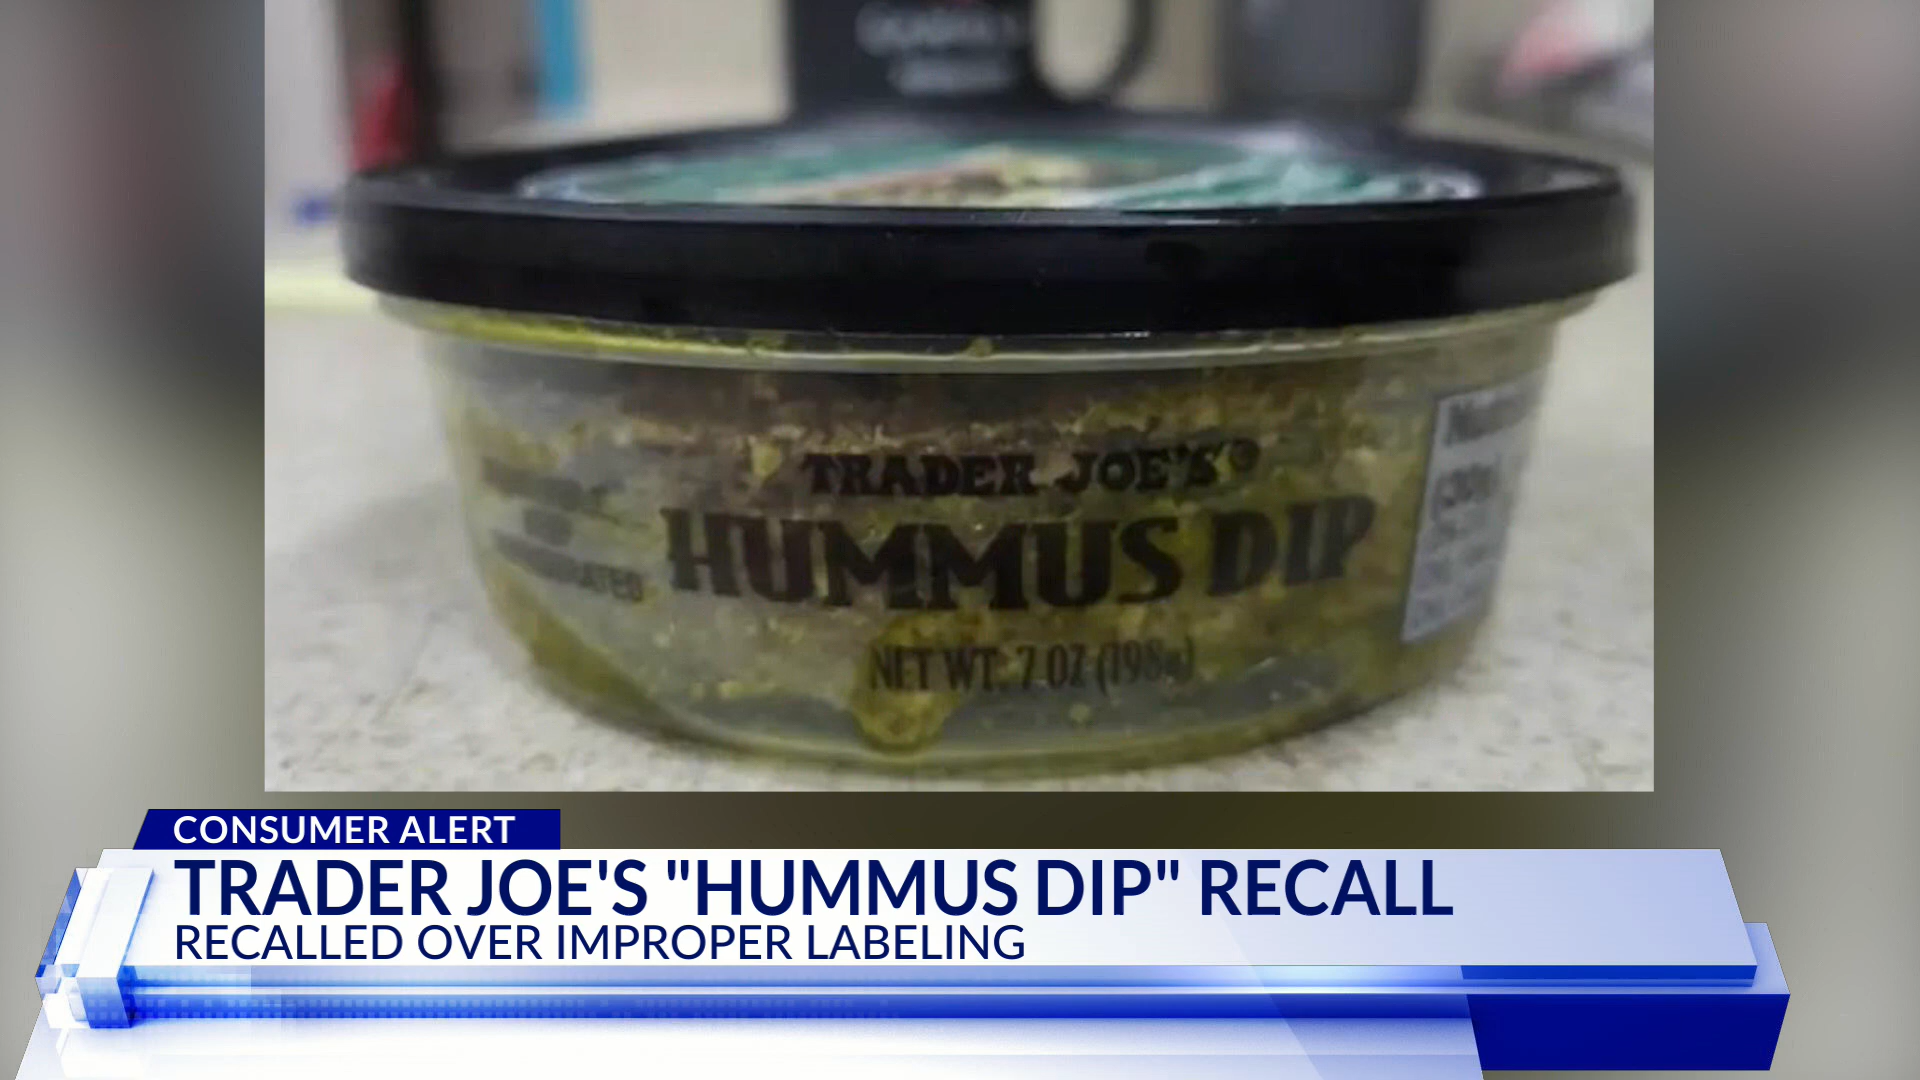 TRADER JOE'S®
HUMMUS DIP
NET WT. 7 OZ (198g)
CONSUMER ALERT
TRADER JOE'S "HUMMUS DIP" RECALL
RECALLED OVER IMPROPER LABELING